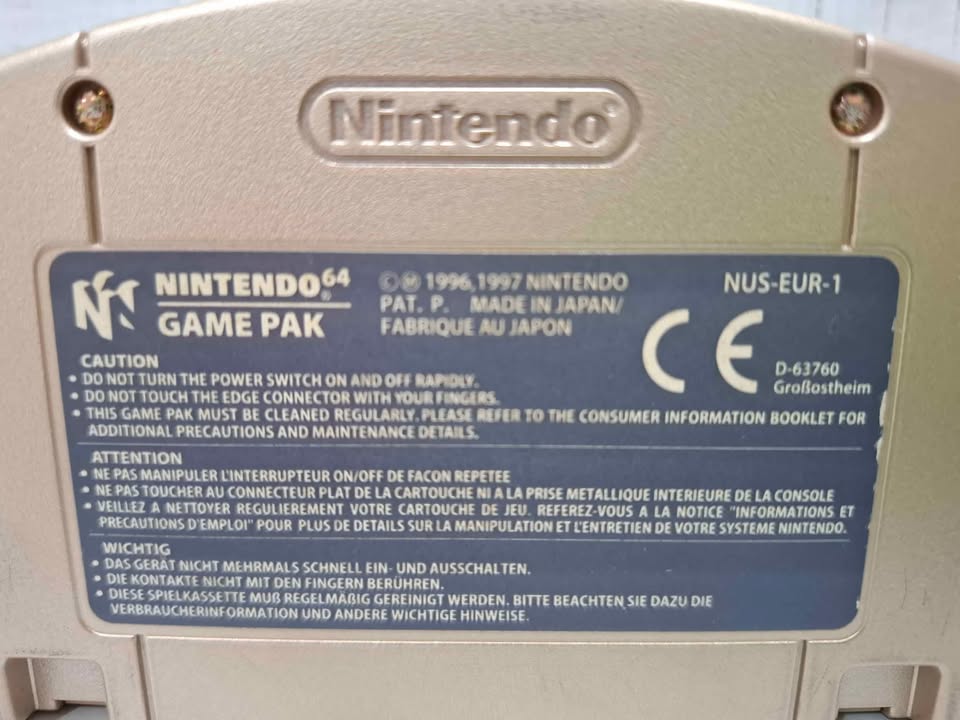 Nintendo®
NINTENDO64®
GAME PAK
©Ⓜ 1996,1997 NINTENDO
PAT. P. MADE IN JAPAN/
FABRIQUE AU JAPON
NUS-EUR-1
CE
D-63760
Großostheim
CAUTION
• DO NOT TURN THE POWER SWITCH ON AND OFF RAPIDLY.
• DO NOT TOUCH THE EDGE CONNECTOR WITH YOUR FINGERS.
• THIS GAME PAK MUST BE CLEANED REGULARLY. PLEASE REFER TO THE CONSUMER INFORMATION BOOKLET FOR
ADDITIONAL PRECAUTIONS AND MAINTENANCE DETAILS.
ATTENTION
• NE PAS MANIPULER L'INTERRUPTEUR ON/OFF DE FACON REPETEE
• NE PAS TOUCHER AU CONNECTEUR PLAT DE LA CARTOUCHE NI A LA PRISE METALLIQUE INTERIEURE DE LA CONSOLE
• VEILLEZ A NETTOYER REGULIEREMENT VOTRE CARTOUCHE DE JEU. REFEREZ-VOUS A LA NOTICE "INFORMATIONS ET
PRECAUTIONS D'EMPLOI" POUR PLUS DE DETAILS SUR LA MANIPULATION ET L'ENTRETIEN DE VOTRE SYSTEME NINTENDO.
WICHTIG
• DAS GERÄT NICHT MEHRMALS SCHNELL EIN- UND AUSSCHALTEN.
• DIE KONTAKTE NICHT MIT DEN FINGERN BERÜHREN.
• DIESE SPIELKASSETTE MUß REGELMÄßIG GEREINIGT WERDEN. BITTE BEACHTEN SIE DAZU DIE
VERBRAUCHERINFORMATION UND ANDERE WICHTIGE HINWEISE.